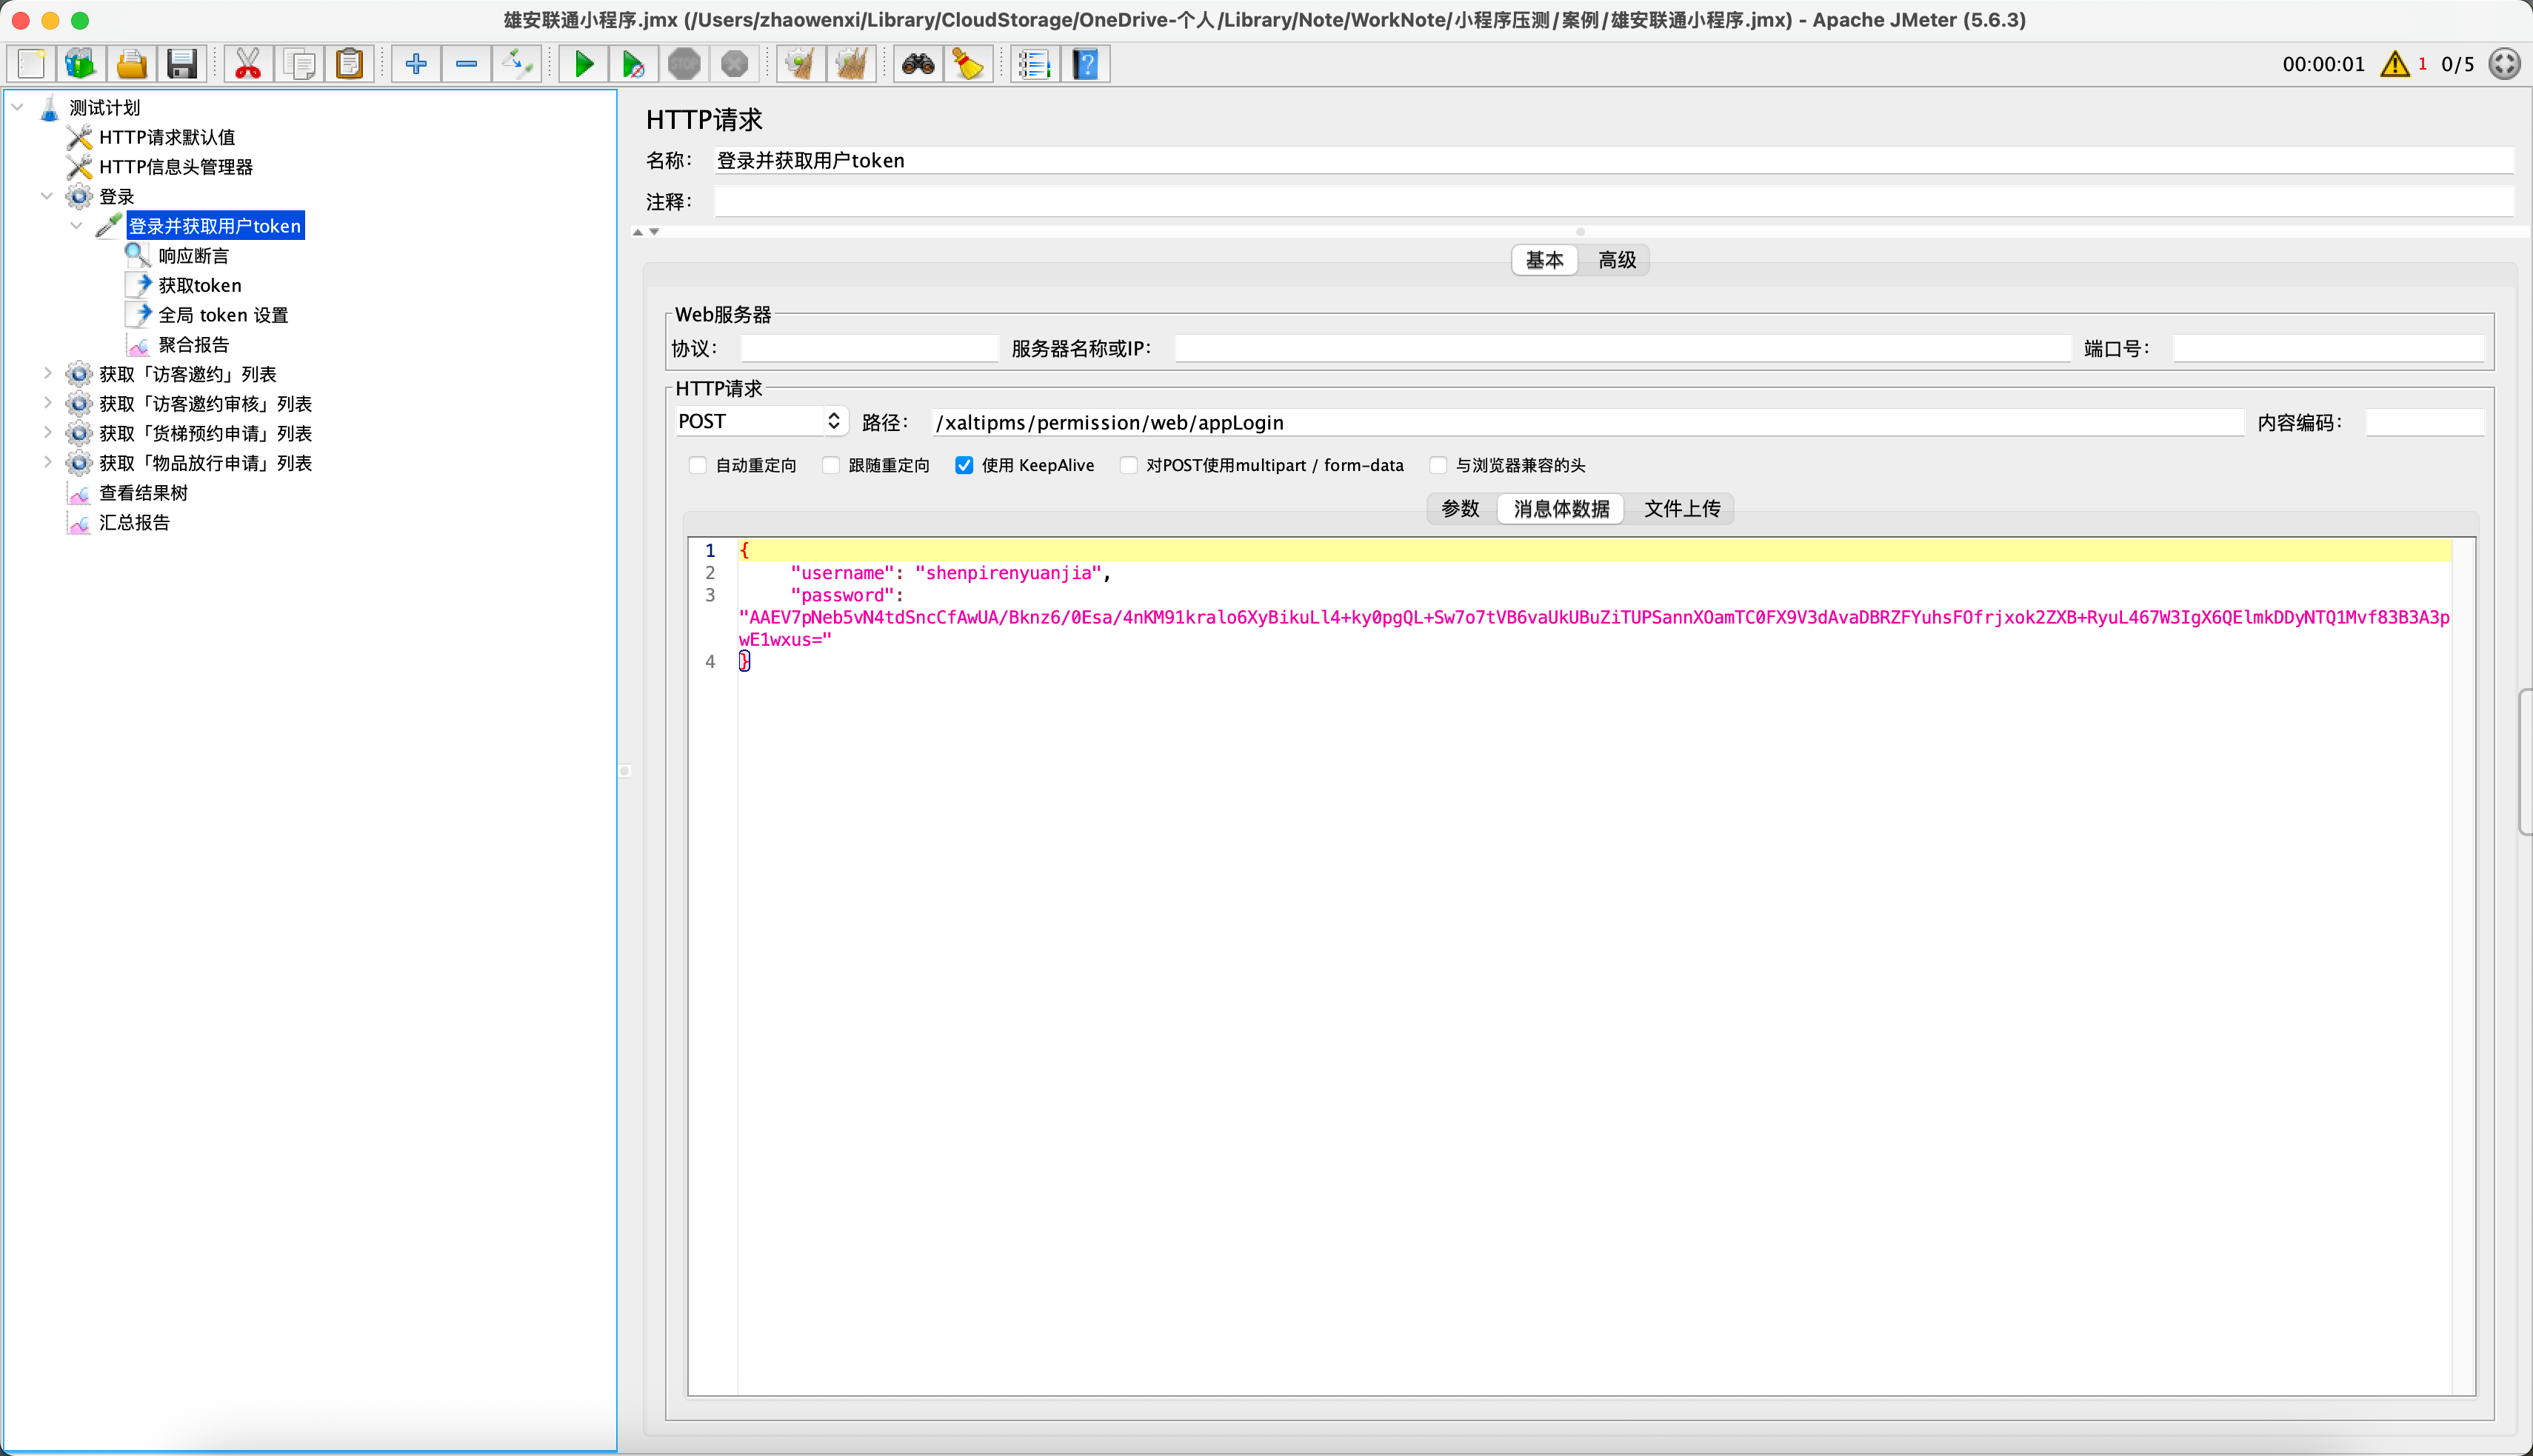 雄安联通小程序.jmx (/Users/zhaowenxi/Library/CloudStorage/OneDrive-个人/Library/Note/WorkNote/小程序压测/案例/雄安联通小程序.jmx) - Apache JMeter (5.6.3)
STOP
00:00:01 1 0/5
测试计划
HTTP请求默认值
HTTP信息头管理器
登录
登录并获取用户token
响应断言
获取token
全局 token 设置
聚合报告
获取「访客邀约」列表
获取「访客邀约审核」列表
获取「货梯预约申请」列表
获取「物品放行申请」列表
查看结果树
汇总报告
HTTP请求
名称： 登录并获取用户token
注释：
基本 高级
Web服务器
协议： 服务器名称或IP： 端口号：
HTTP请求
POST 路径： /xaltipms/permission/web/appLogin 内容编码：
自动重定向 跟随重定向 使用 KeepAlive 对POST使用multipart / form-data 与浏览器兼容的头
参数 消息体数据 文件上传
1 {
2 "username": "shenpirenyuanjia",
3 "password":
"AAEV7pNeb5vN4tdSncCfAwUA/Bknz6/0Esa/4nKM91kralo6XyBikuLl4+ky0pgQL+Sw7o7tVB6vaUkUBuZiTUPSannXOamTC0FX9V3dAvaDBRZFYuhsFOfrjxok2ZXB+RyuL467W3IgX6QElmkDDyNTQ1Mvf83B3A3p
wE1wxus="
4 }